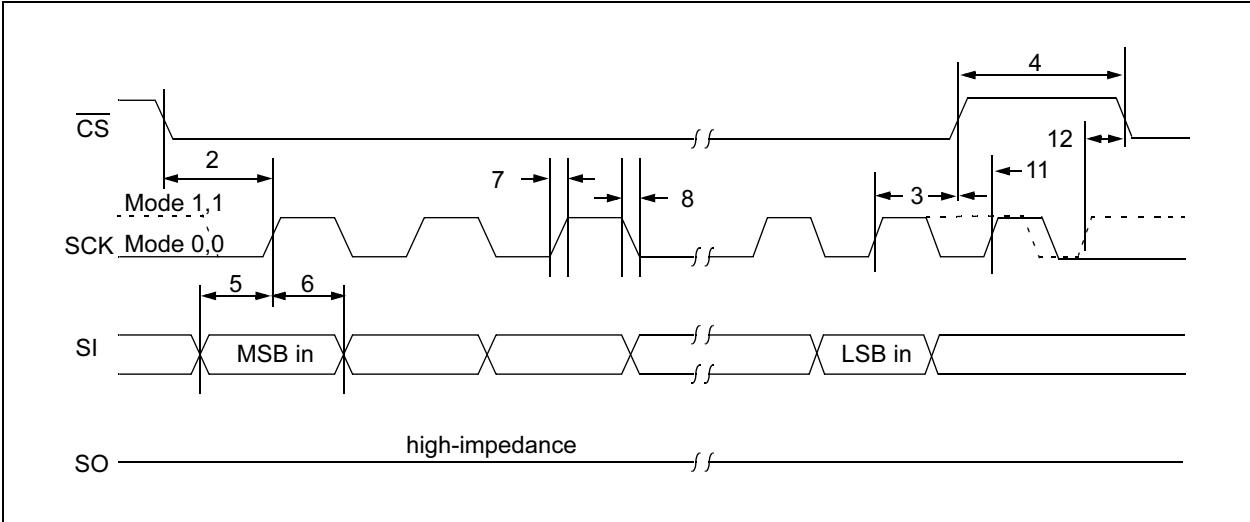 4
CS
12
2
11
7
8
3
Mode 1,1
SCK Mode 0,0
5
6
SI
MSB in
LSB in
high-impedance
SO